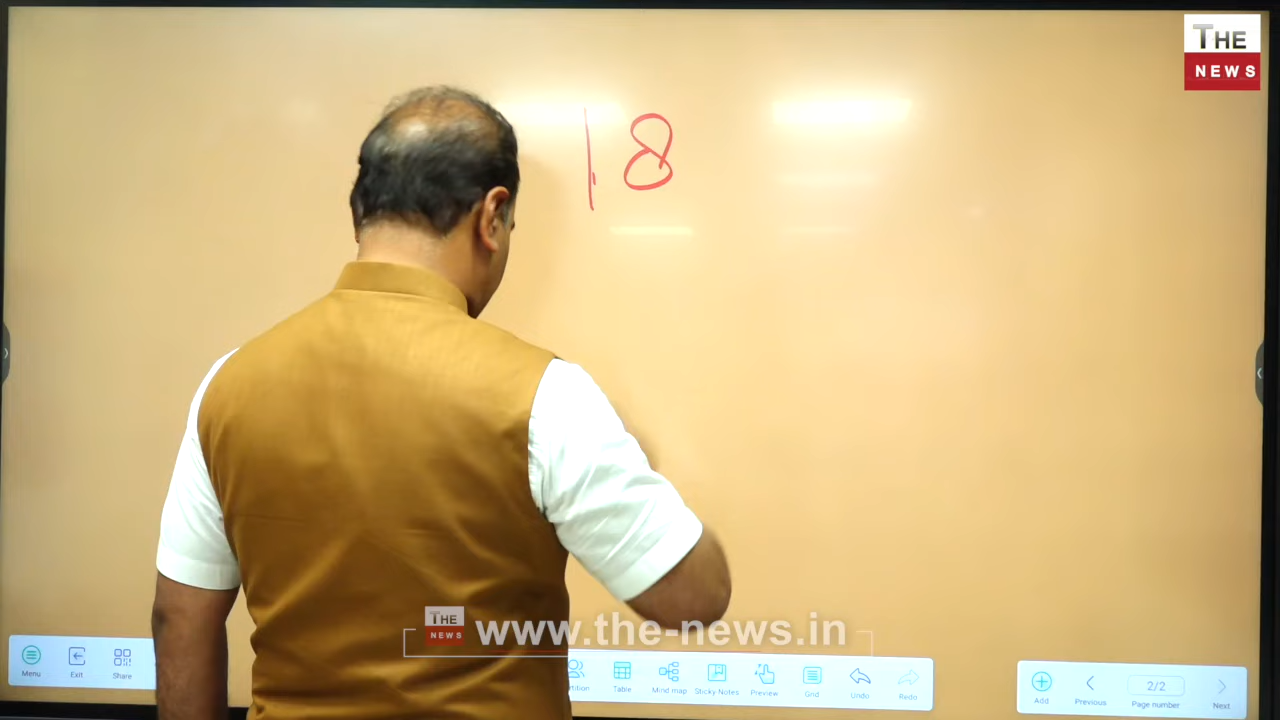 THE
NEWS
18
THE
NEWS
www.the-news.in
Menu
Exit
Share
Table
Mind map
Sticky Notes
Preview
Grid
Undo
Redo
Add
Previous
2/2
Page number
Next